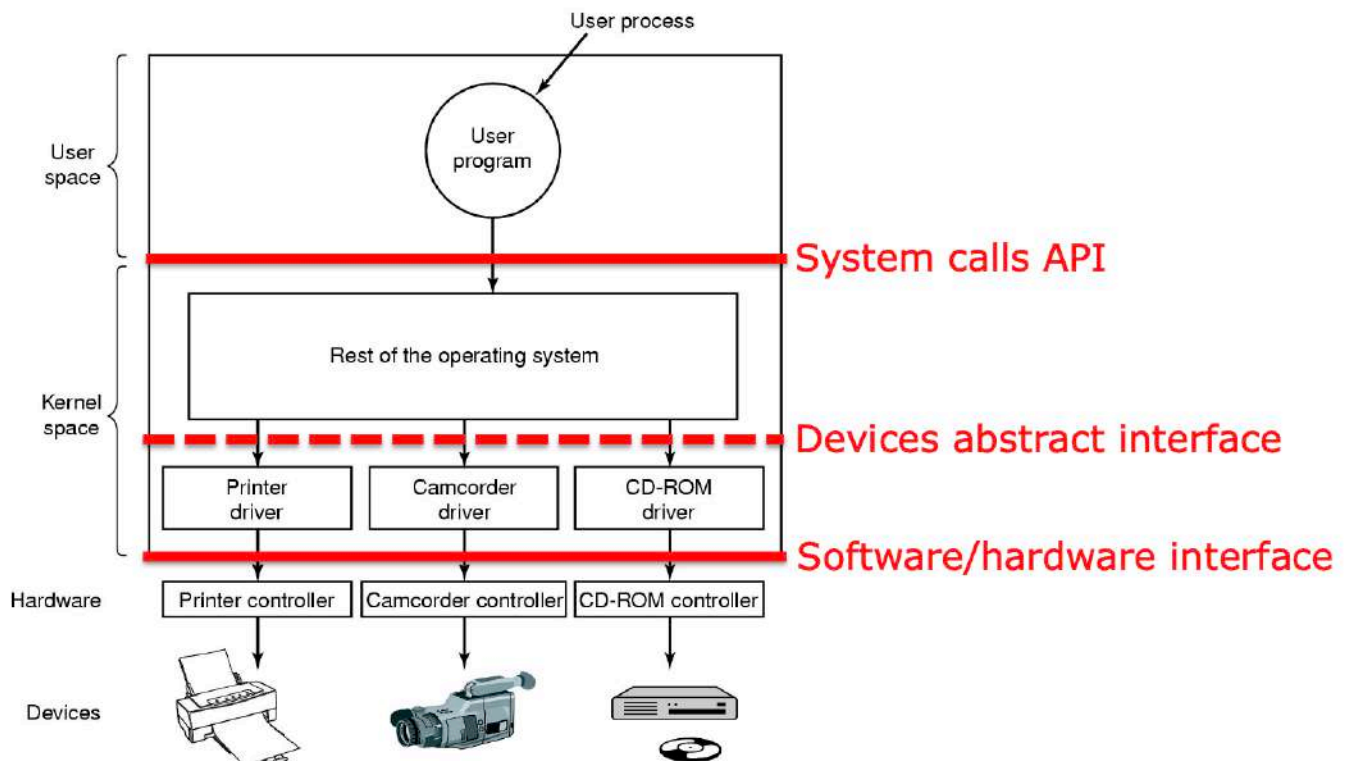 User process
User
program
User
space
System calls API
Rest of the operating system
Kernel
space
Devices abstract interface
Printer
driver
Camcorder
driver
CD-ROM
driver
Software/hardware interface
Hardware
Printer controller
Camcorder controller
CD-ROM controller
Devices